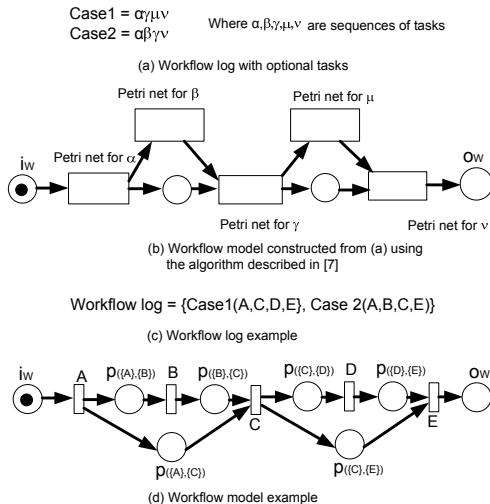 Case1 = αγμν
Case2 = αβγν
Where α,β,γ,μ,ν are sequences of tasks
(a) Workflow log with optional tasks
Petri net for β
Petri net for μ
iw
Petri net for α
ow
Petri net for γ
Petri net for ν
(b) Workflow model constructed from (a) using
the algorithm described in [7]
Workflow log = {Case1(A,C,D,E}, Case 2(A,B,C,E)}
(c) Workflow log example
iw
A
p({A},{B})
B
p({B},{C})
C
p({C},{D})
D
p({D},{E})
E
ow
p({A},{C})
p({C},{E})
(d) Workflow model example